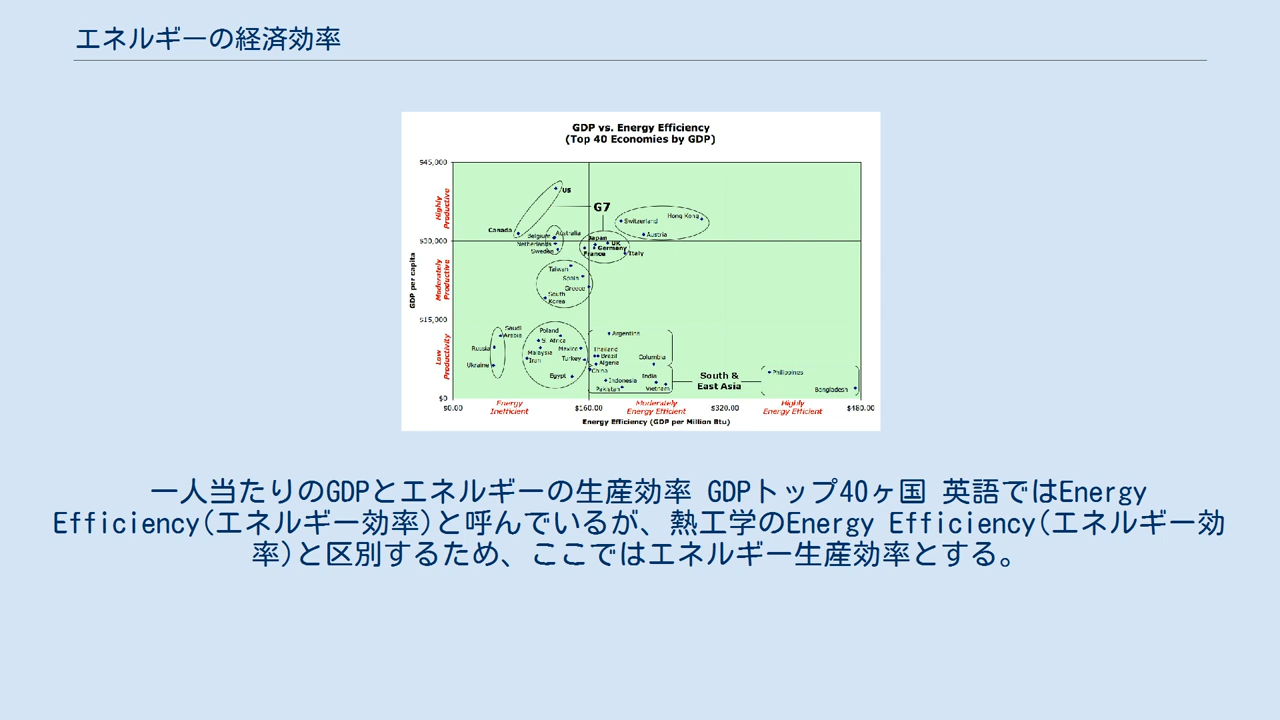 エネルギーの経済効率
GDP vs. Energy Efficiency
(Top 40 Economies by GDP)
$45,000
$30,000
$15,000
$0
GDP per capita
Highly
Productive
Moderately
Productive
Low
Productivity
US
G7
Canada
Switzerland
Hong Kong
Austria
Belgium
Australia
Netherlands
Sweden
Japan
UK
Germany
France
Italy
Taiwan
Spain
Greece
South
Korea
Saudi
Arabia
Russia
Ukraine
Poland
S. Africa
Mexico
Malaysia
Iran
Turkey
Egypt
Argentina
Thailand
Brazil
Algeria
Columbia
China
India
Indonesia
Pakistan
Vietnam
South &
East Asia
Philippines
Bangladesh
$0.00
$160.00
$320.00
$480.00
Energy
Inefficient
Moderately
Energy Efficient
Highly
Energy Efficient
Energy Efficiency (GDP per Million Btu)
一人当たりのGDPとエネルギーの生産効率 GDPトップ40ヶ国 英語ではEnergy
Efficiency(エネルギー効率)と呼んでいるが、熱工学のEnergy Efficiency(エネルギー効
率)と区別するため、ここではエネルギー生産効率とする。